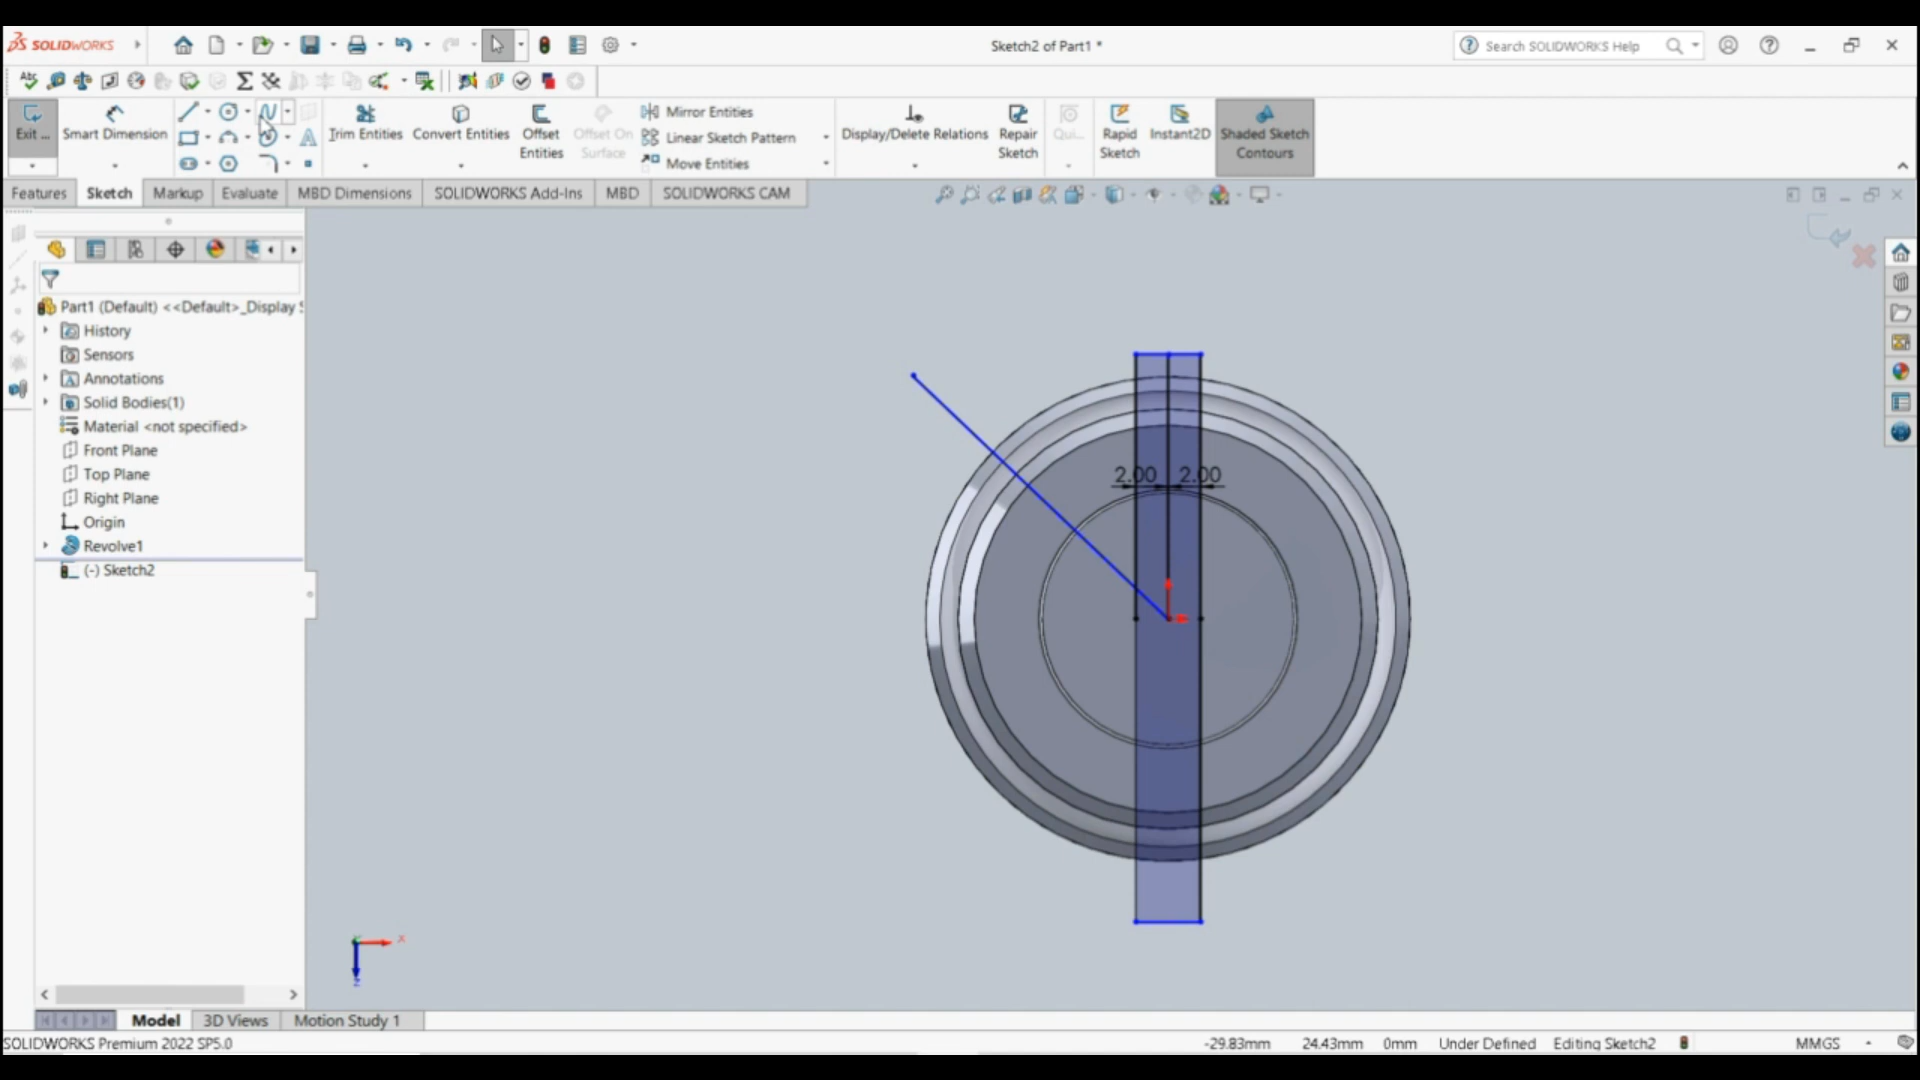 SOLIDWORKS
Sketch2 of Part1 *
Search SOLIDWORKS Help
Exit ...
Smart Dimension
Trim Entities
Convert Entities
Offset Entities
Offset On Surface
Mirror Entities
Linear Sketch Pattern
Move Entities
Display/Delete Relations
Repair Sketch
Qui...
Rapid Sketch
Instant2D
Shaded Sketch Contours
Features
Sketch
Markup
Evaluate
MBD Dimensions
SOLIDWORKS Add-Ins
MBD
SOLIDWORKS CAM
Part1 (Default) <<Default>_Display
History
Sensors
Annotations
Solid Bodies(1)
Material <not specified>
Front Plane
Top Plane
Right Plane
Origin
Revolve1
(-) Sketch2
2.00 2.00
X
Z
Model
3D Views
Motion Study 1
SOLIDWORKS Premium 2022 SP5.0
-29.83mm 24.43mm 0mm Under Defined Editing Sketch2 MMGS